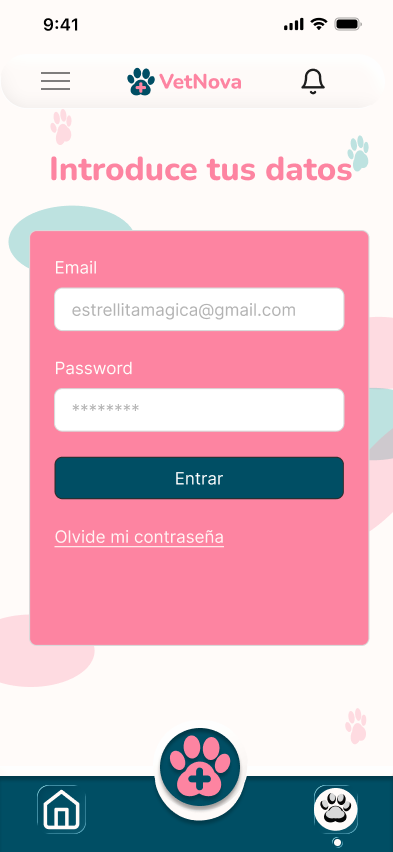 9:41
VetNova
Introduce tus datos
Email
estrellitamagica@gmail.com
Password
********
Entrar
Olvide mi contraseña